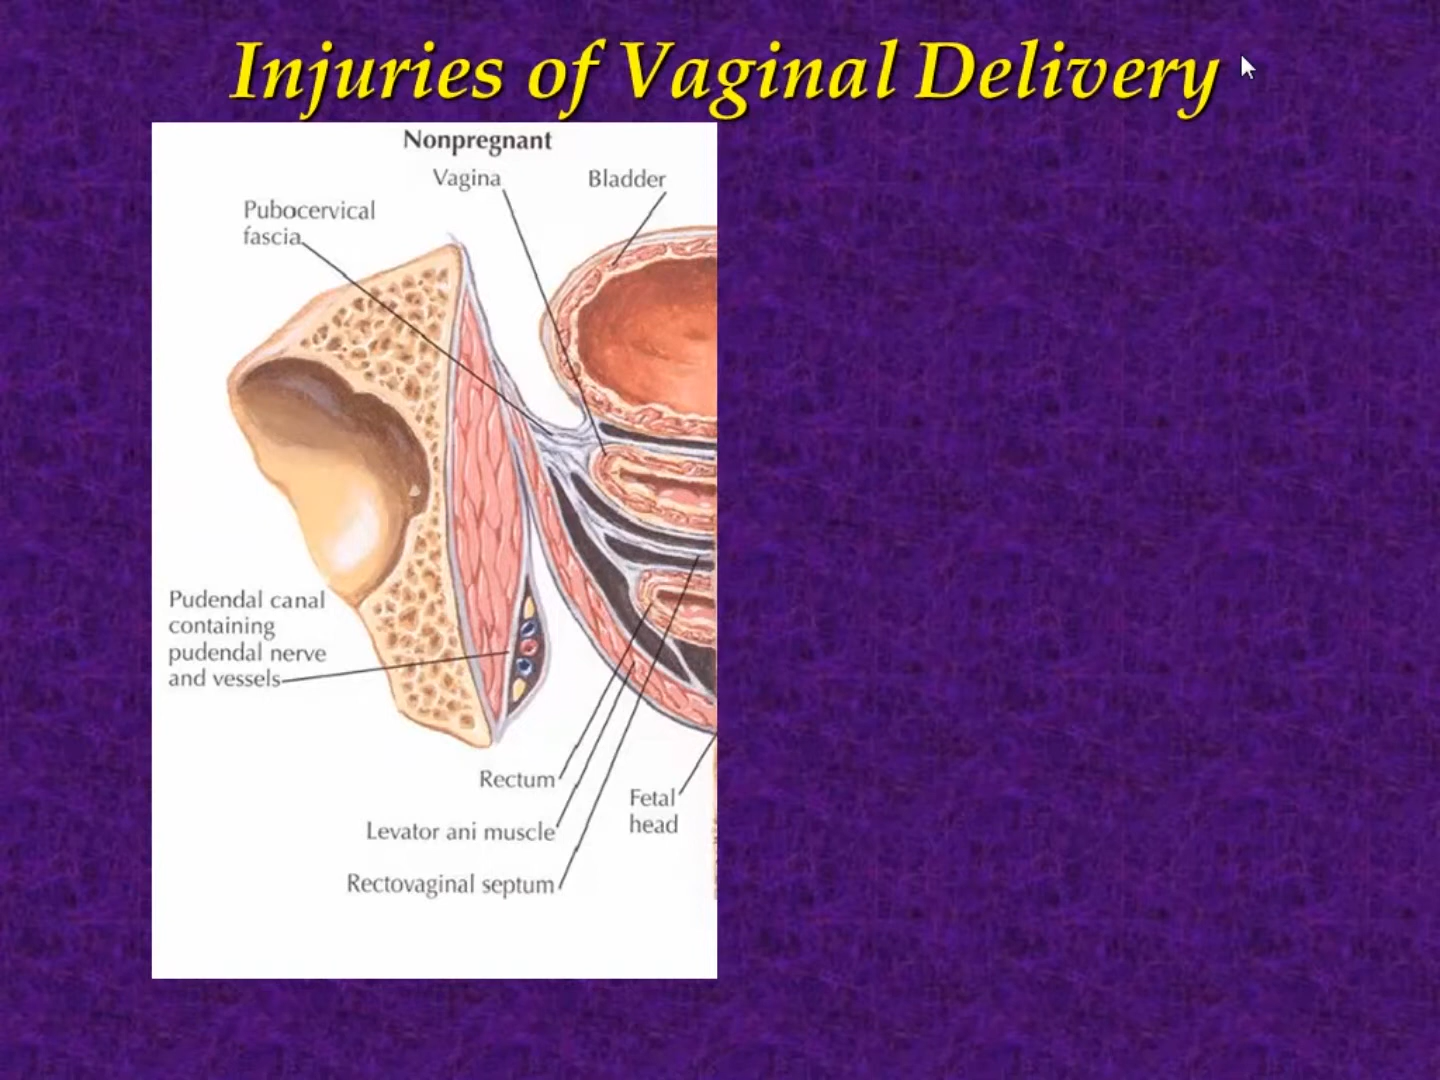 Injuries of Vaginal Delivery
Nonpregnant
Vagina
Bladder
Pubocervical
fascia
Pudendal canal
containing
pudendal nerve
and vessels
Rectum
Fetal
head
Levator ani muscle
Rectovaginal septum